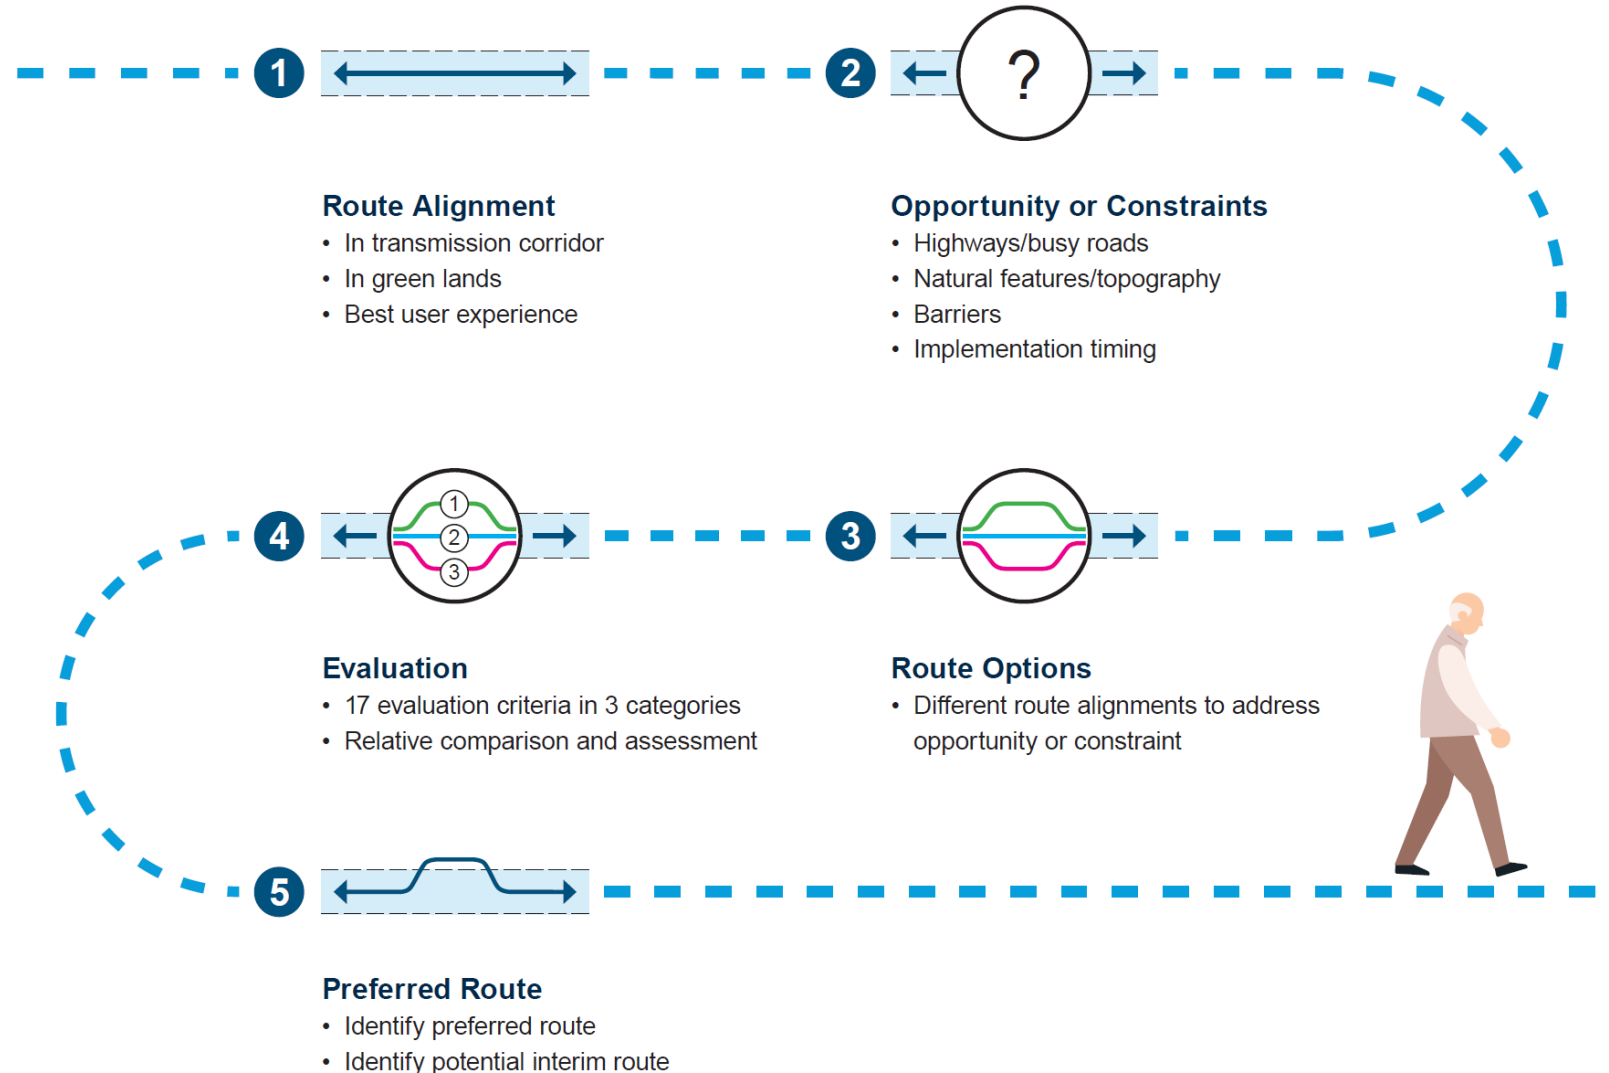 1
Route Alignment
• In transmission corridor
• In green lands
• Best user experience
2
?
Opportunity or Constraints
• Highways/busy roads
• Natural features/topography
• Barriers
• Implementation timing
3
Route Options
• Different route alignments to address
opportunity or constraint
4
1
2
3
Evaluation
• 17 evaluation criteria in 3 categories
• Relative comparison and assessment
5
Preferred Route
• Identify preferred route
• Identify potential interim route